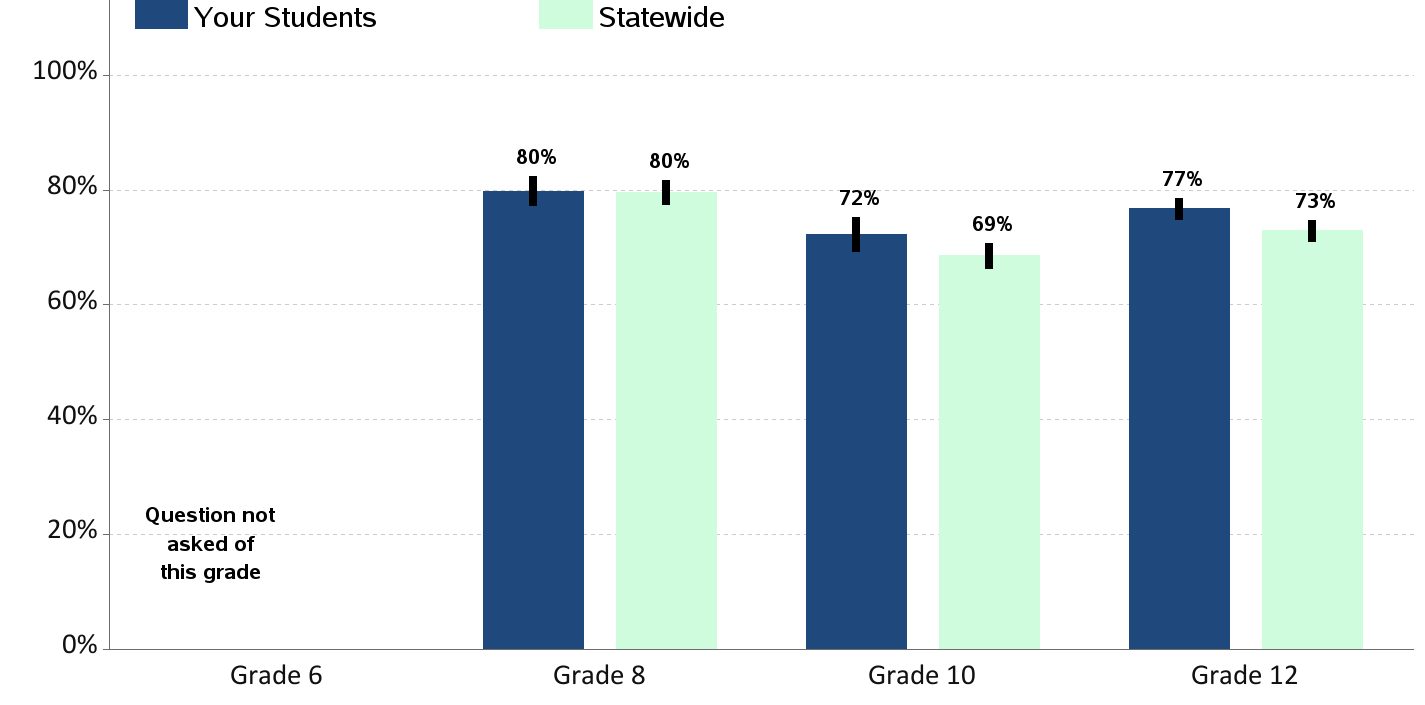 Your Students Statewide
100%
80%
60%
40%
20%
0%
80% 80%
72% 69%
77% 73%
Question not
asked of
this grade
Grade 6 Grade 8 Grade 10 Grade 12